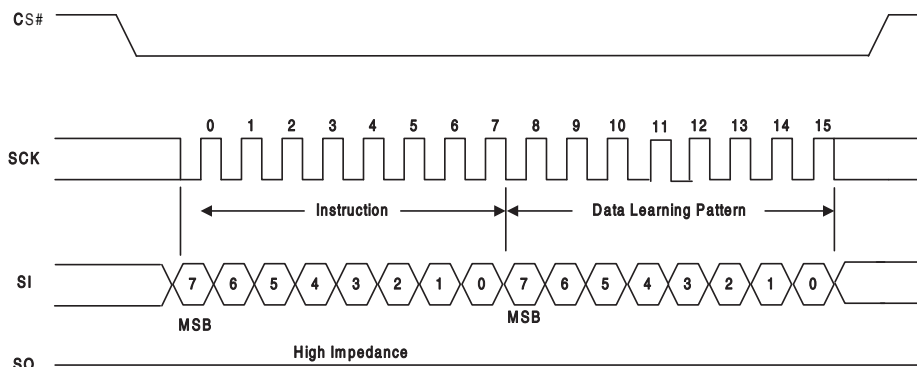 CS#
0 1 2 3 4 5 6 7 8 9 10 11 12 13 14 15
SCK
Instruction Data Learning Pattern
SI 7 6 5 4 3 2 1 0 7 6 5 4 3 2 1 0
MSB MSB
High Impedance
SO